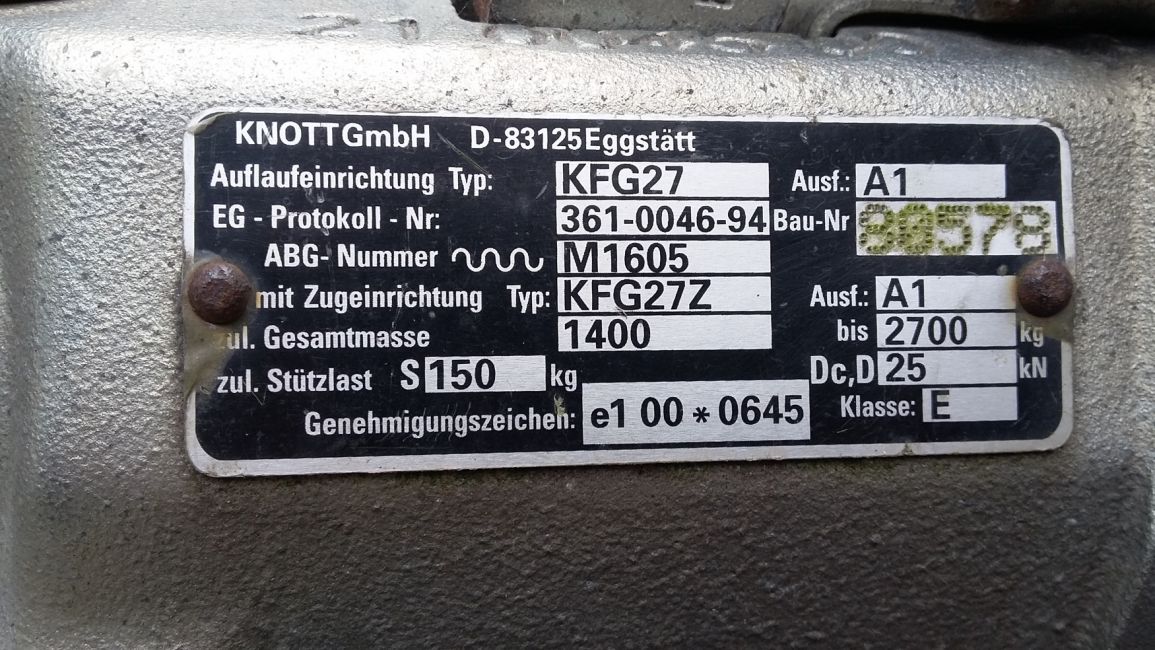 KNOTT GmbH D-83125 Eggstätt
Auflaufeinrichtung Typ: KFG27 Ausf.: A1
EG - Protokoll - Nr: 361-0046-94 Bau-Nr
ABG- Nummer M1605
mit Zugeinrichtung Typ: KFG27Z Ausf.: A1
zul. Gesamtmasse 1400 bis 2700 kg
zul. Stützlast S 150 kg Dc,D 25 kN
Genehmigungszeichen: e1 00 * 0645 Klasse: E